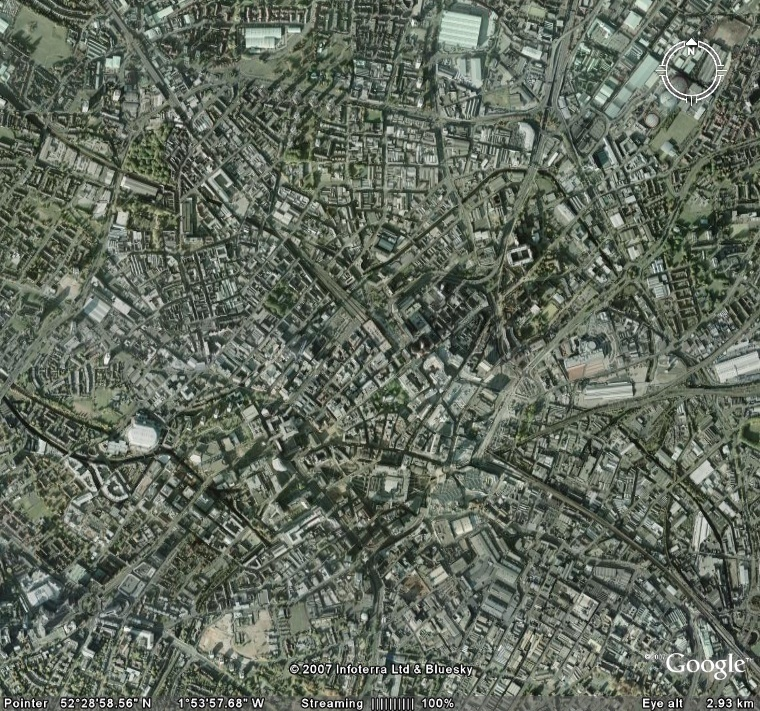 N
© 2007 Infoterra Ltd & Bluesky
Google
Pointer 52°28'58.56" N 1°53'57.68" W Streaming |||||||||| 100% Eye alt 2.93 km